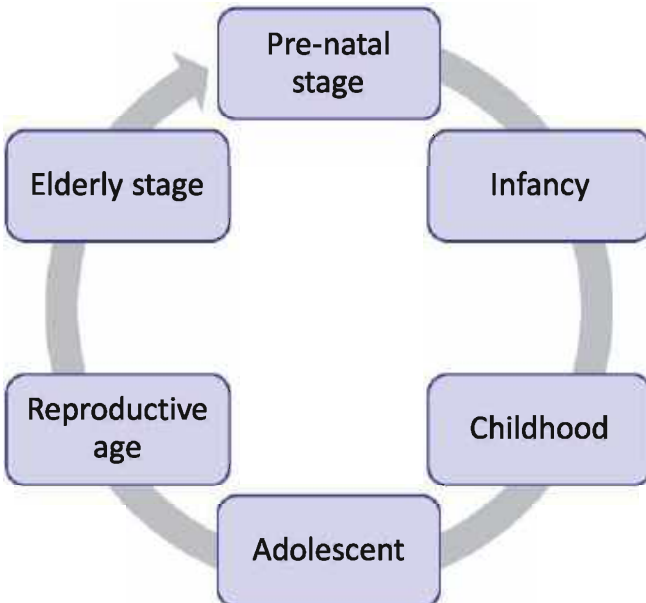 Pre-natal
stage
Infancy
Childhood
Adolescent
Reproductive
age
Elderly stage